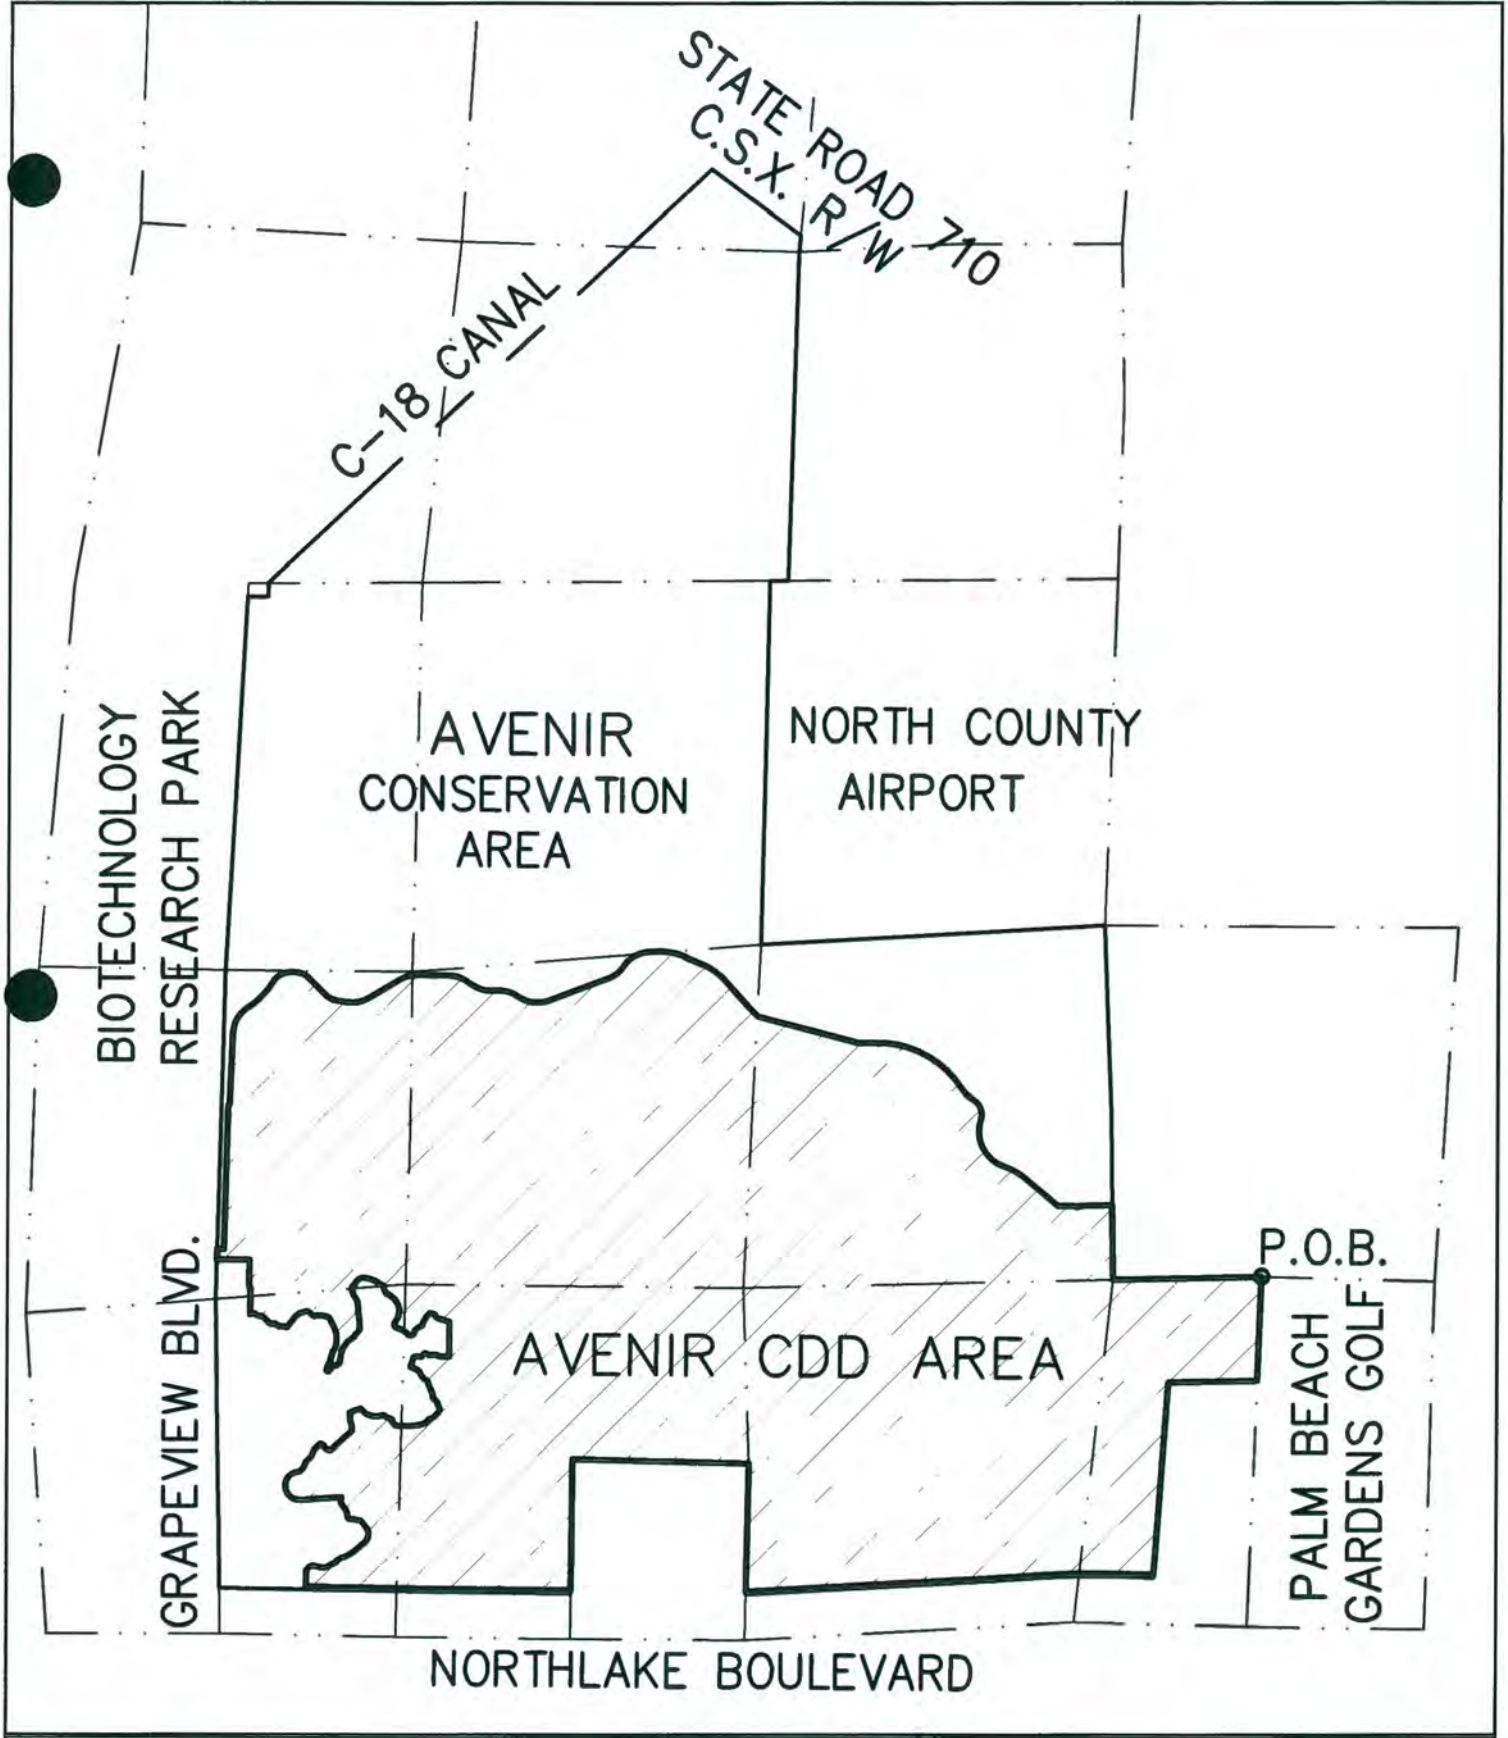 STATE ROAD 710
C.S.X. R/W
C-18 CANAL
AVENIR
CONSERVATION
AREA
NORTH COUNTY
AIRPORT
BIOTECHNOLOGY
RESEARCH PARK
P.O.B.
GRAPEVIEW BLVD.
AVENIR CDD AREA
PALM BEACH
GARDENS GOLF
NORTHLAKE BOULEVARD